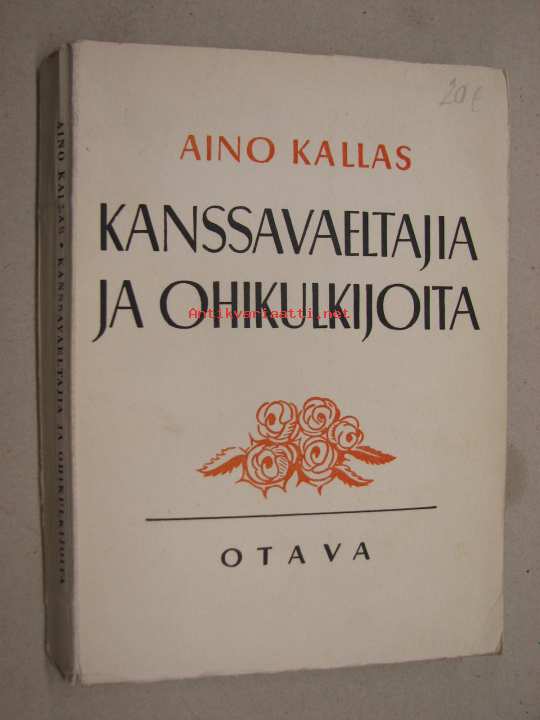 20 €
AINO KALLAS
KANSSAVAELTAJIA
JA OHIKULKIJOITA
Antikvariaatti.net
OTAVA
AINO KALLAS • KANSSAVAELTAJIA JA OHIKULKIJOITA